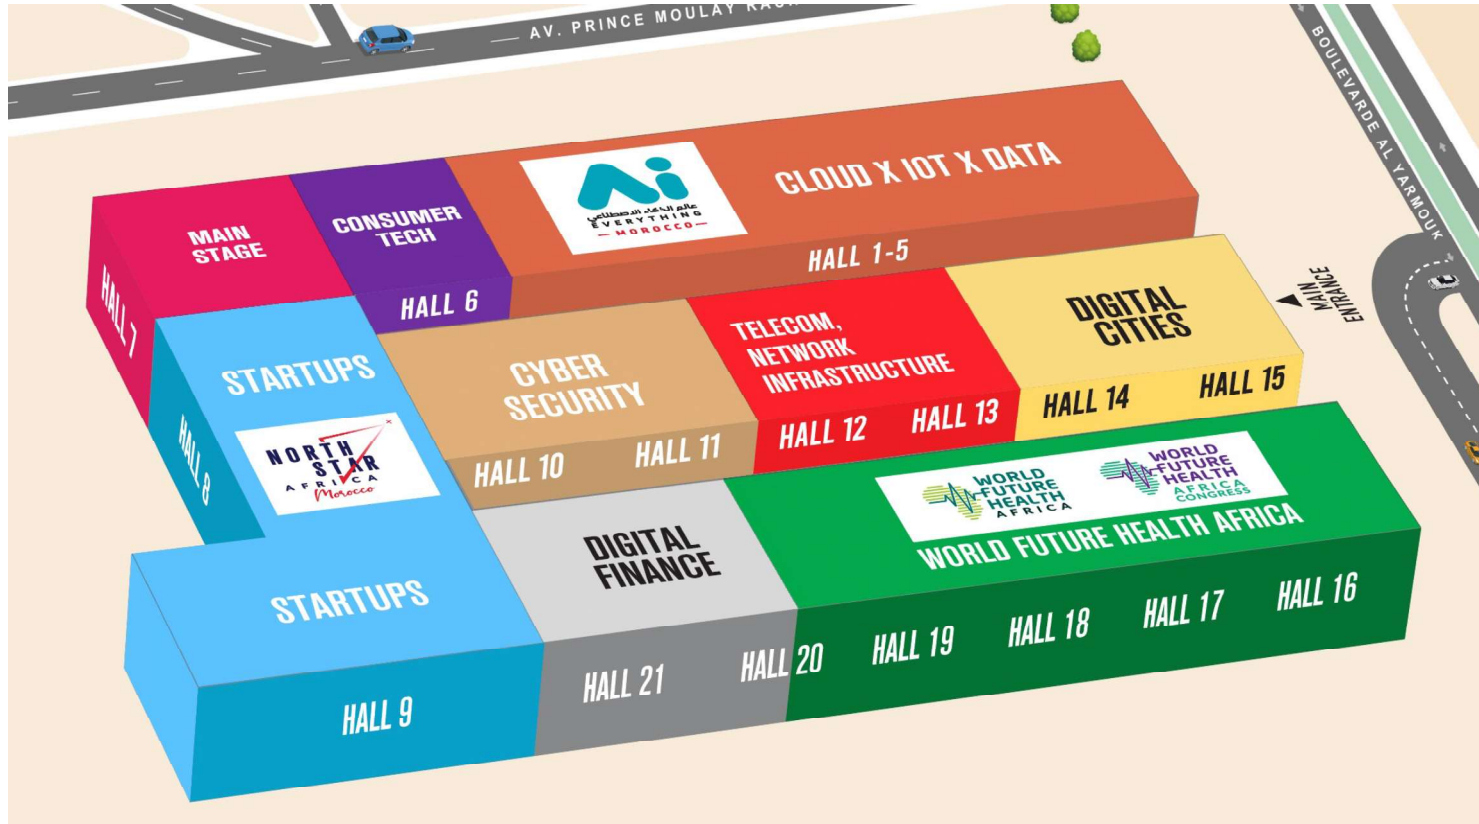 AV. PRINCE MOULAY
BOULEVARDE AL YARMOUK
MAIN
STAGE
HALL 7
CONSUMER
TECH
HALL 6
Ai
عالم الذكاء الاصطناعي
EVERYTHING
MOROCCO
CLOUD X IOT X DATA
HALL 1-5
MAIN
ENTRANCE
STARTUPS
HALL 8
NORTH
STAR
AFRICA
Morocco
CYBER
SECURITY
HALL 10
HALL 11
TELECOM,
NETWORK
INFRASTRUCTURE
HALL 12
HALL 13
DIGITAL
CITIES
HALL 14
HALL 15
STARTUPS
HALL 9
DIGITAL
FINANCE
HALL 21
HALL 20
WORLD
FUTURE
HEALTH
AFRICA
WORLD
FUTURE
HEALTH
AFRICA
CONGRESS
WORLD FUTURE HEALTH AFRICA
HALL 19
HALL 18
HALL 17
HALL 16